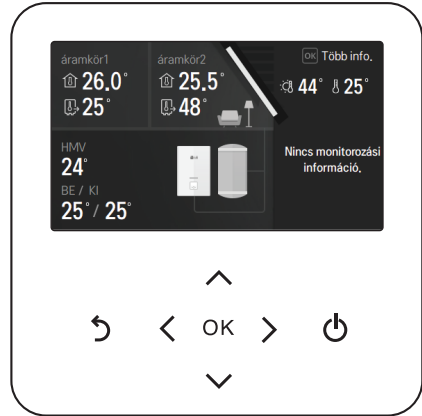 áramkör1
26.0°
25°
áramkör2
25.5°
48°
OK Több info.
44° 25°
HMV
24°
BE / KI
25° / 25°
LG
Nincs monitorozási
információ.
OK